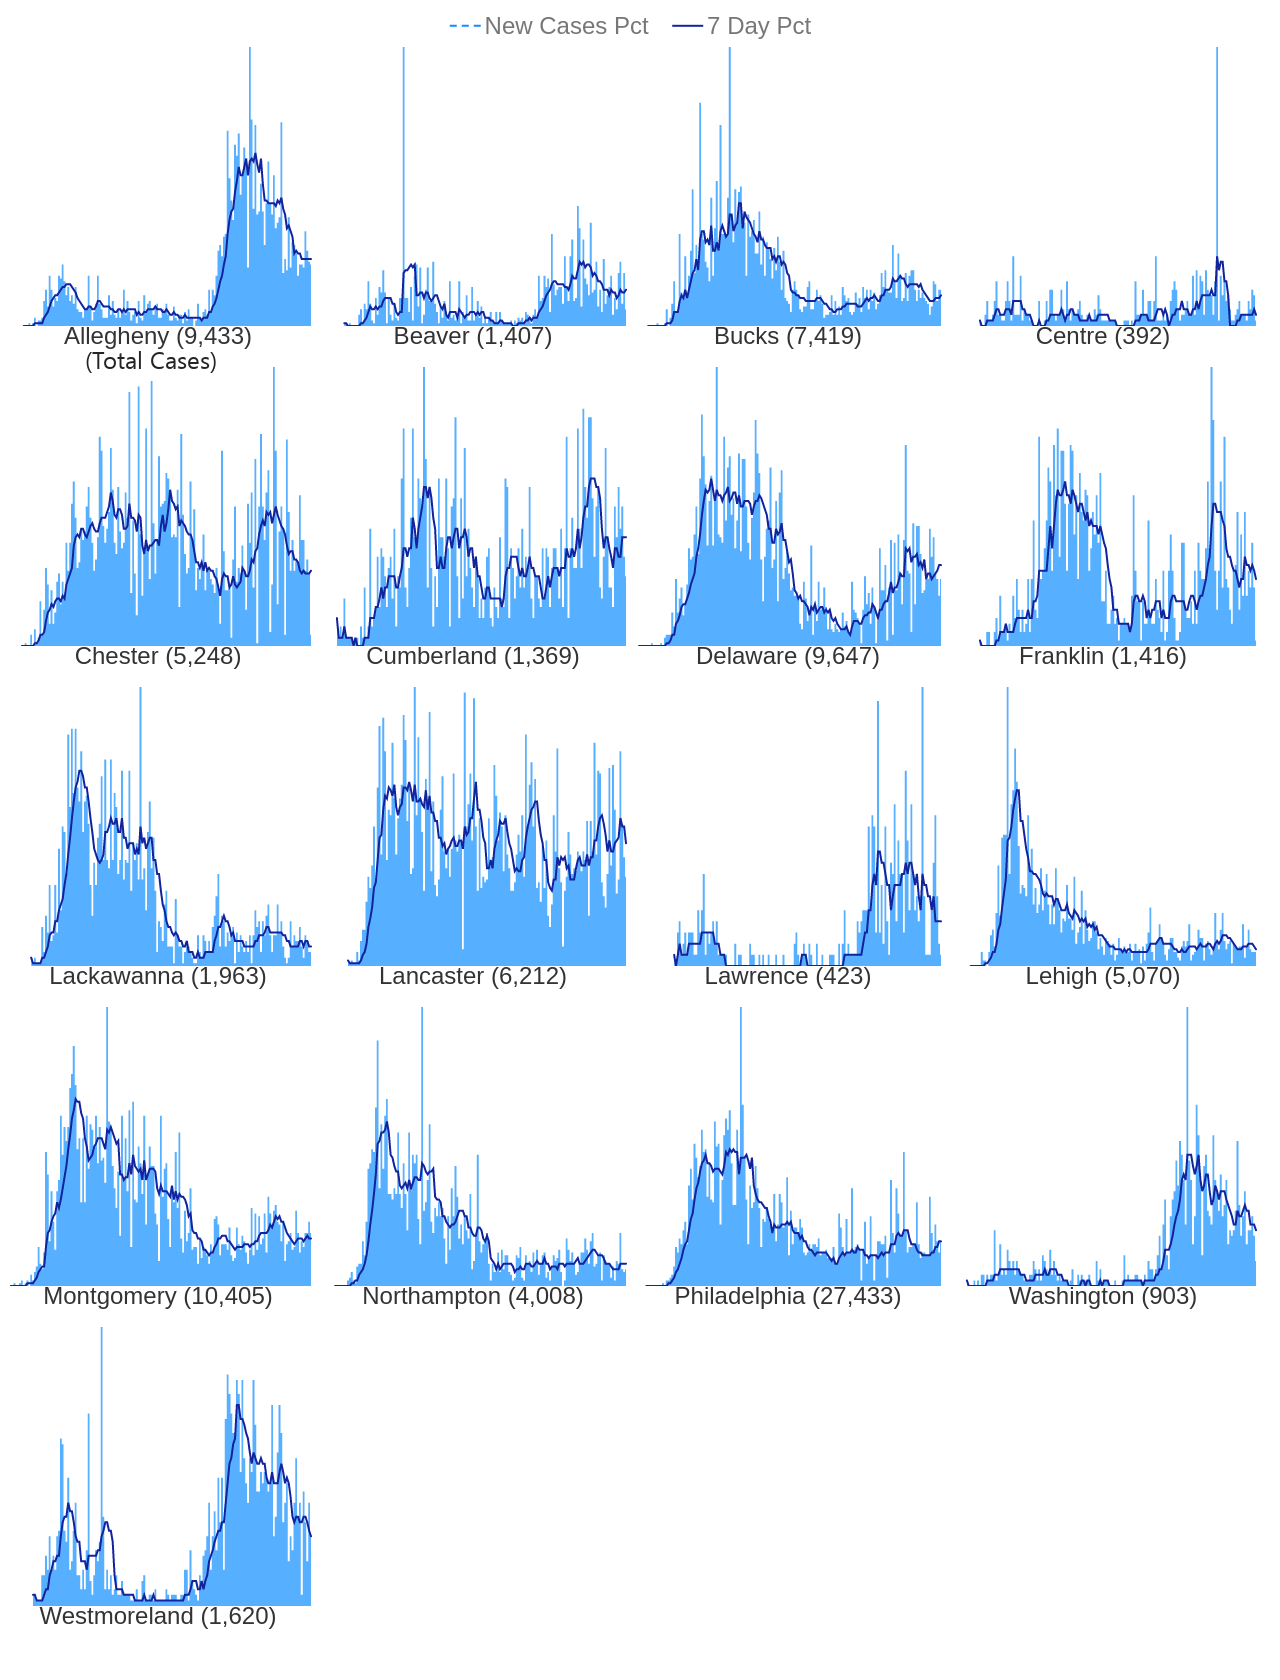 New Cases Pct 7 Day Pct
Allegheny (9,433) Beaver (1,407) Bucks (7,419) Centre (392)
(Total Cases)
Chester (5,248) Cumberland (1,369) Delaware (9,647) Franklin (1,416)
Lackawanna (1,963) Lancaster (6,212) Lawrence (423) Lehigh (5,070)
Montgomery (10,405) Northampton (4,008) Philadelphia (27,433) Washington (903)
Westmoreland (1,620)